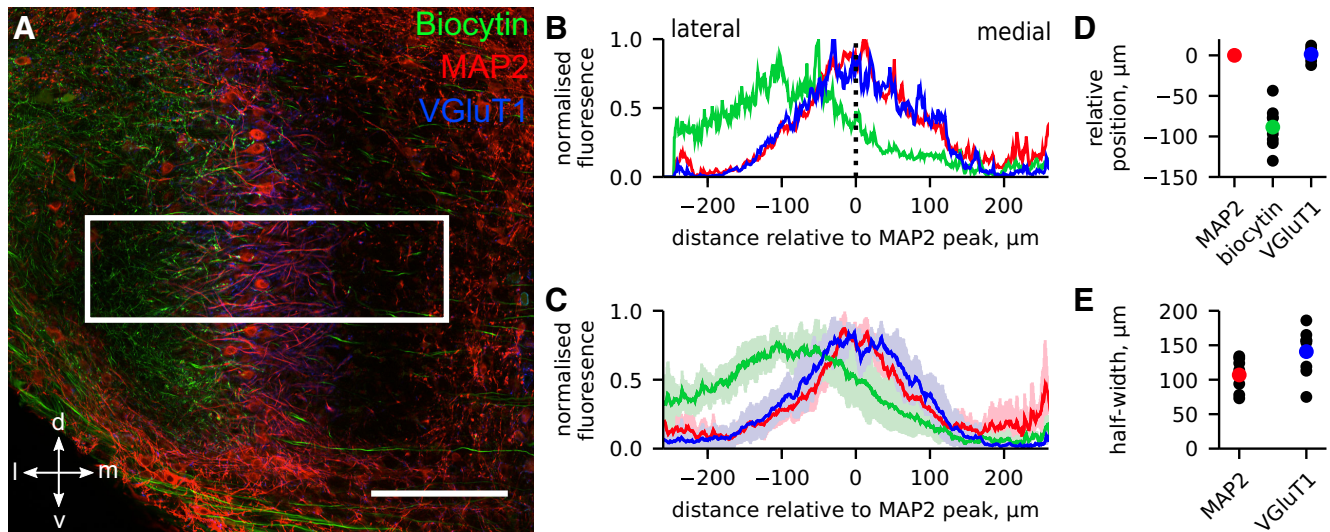 A
Biocytin
MAP2
VGluT1
d
l
m
v
B
lateral
medial
normalised
fluoresence
1.0
0.5
0.0
−200
−100
0
100
200
distance relative to MAP2 peak, μm
C
normalised
fluoresence
1.0
0.5
0.0
−200
−100
0
100
200
distance relative to MAP2 peak, μm
D
relative
position, μm
0
−50
−100
−150
MAP2
biocytin
VGluT1
E
half-width, μm
200
150
100
50
0
MAP2
VGluT1